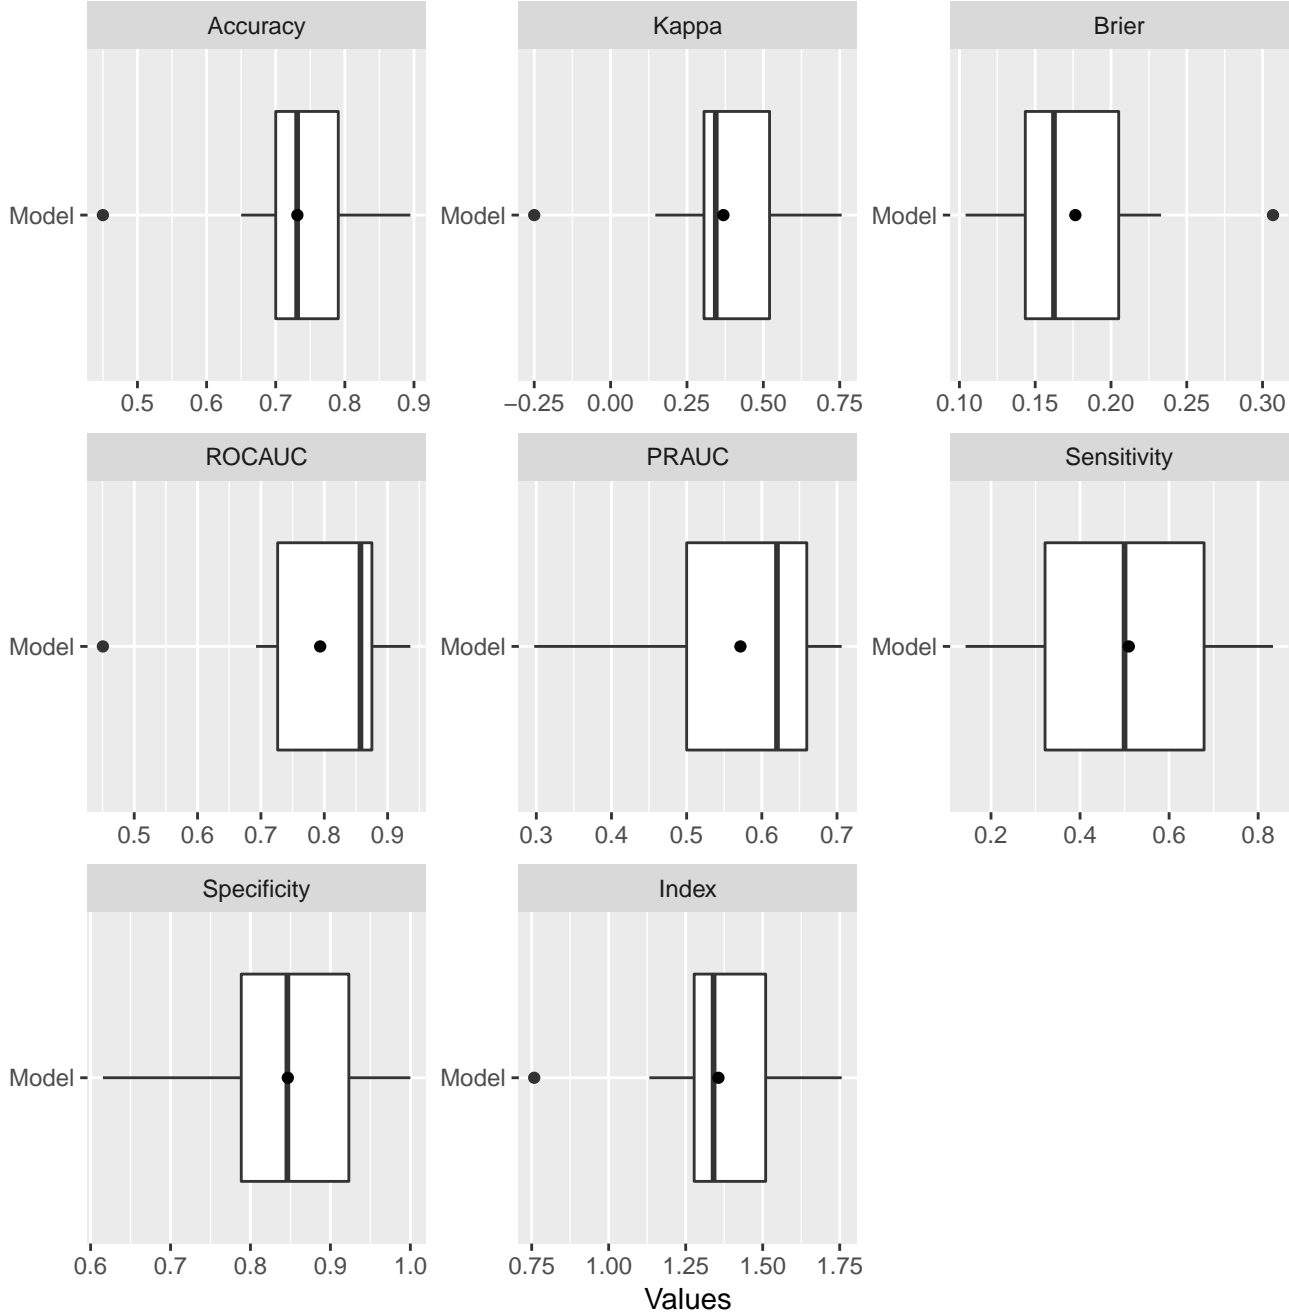 Accuracy Kappa Brier
Model Model Model
0.5 0.6 0.7 0.8 0.9 −0.25 0.00 0.25 0.50 0.75 0.10 0.15 0.20 0.25 0.30
ROCAUC PRAUC Sensitivity
Model Model Model
0.5 0.6 0.7 0.8 0.9 0.3 0.4 0.5 0.6 0.7 0.2 0.4 0.6 0.8
Specificity Index
Model Model
0.6 0.7 0.8 0.9 1.0 0.75 1.00 1.25 1.50 1.75
Values